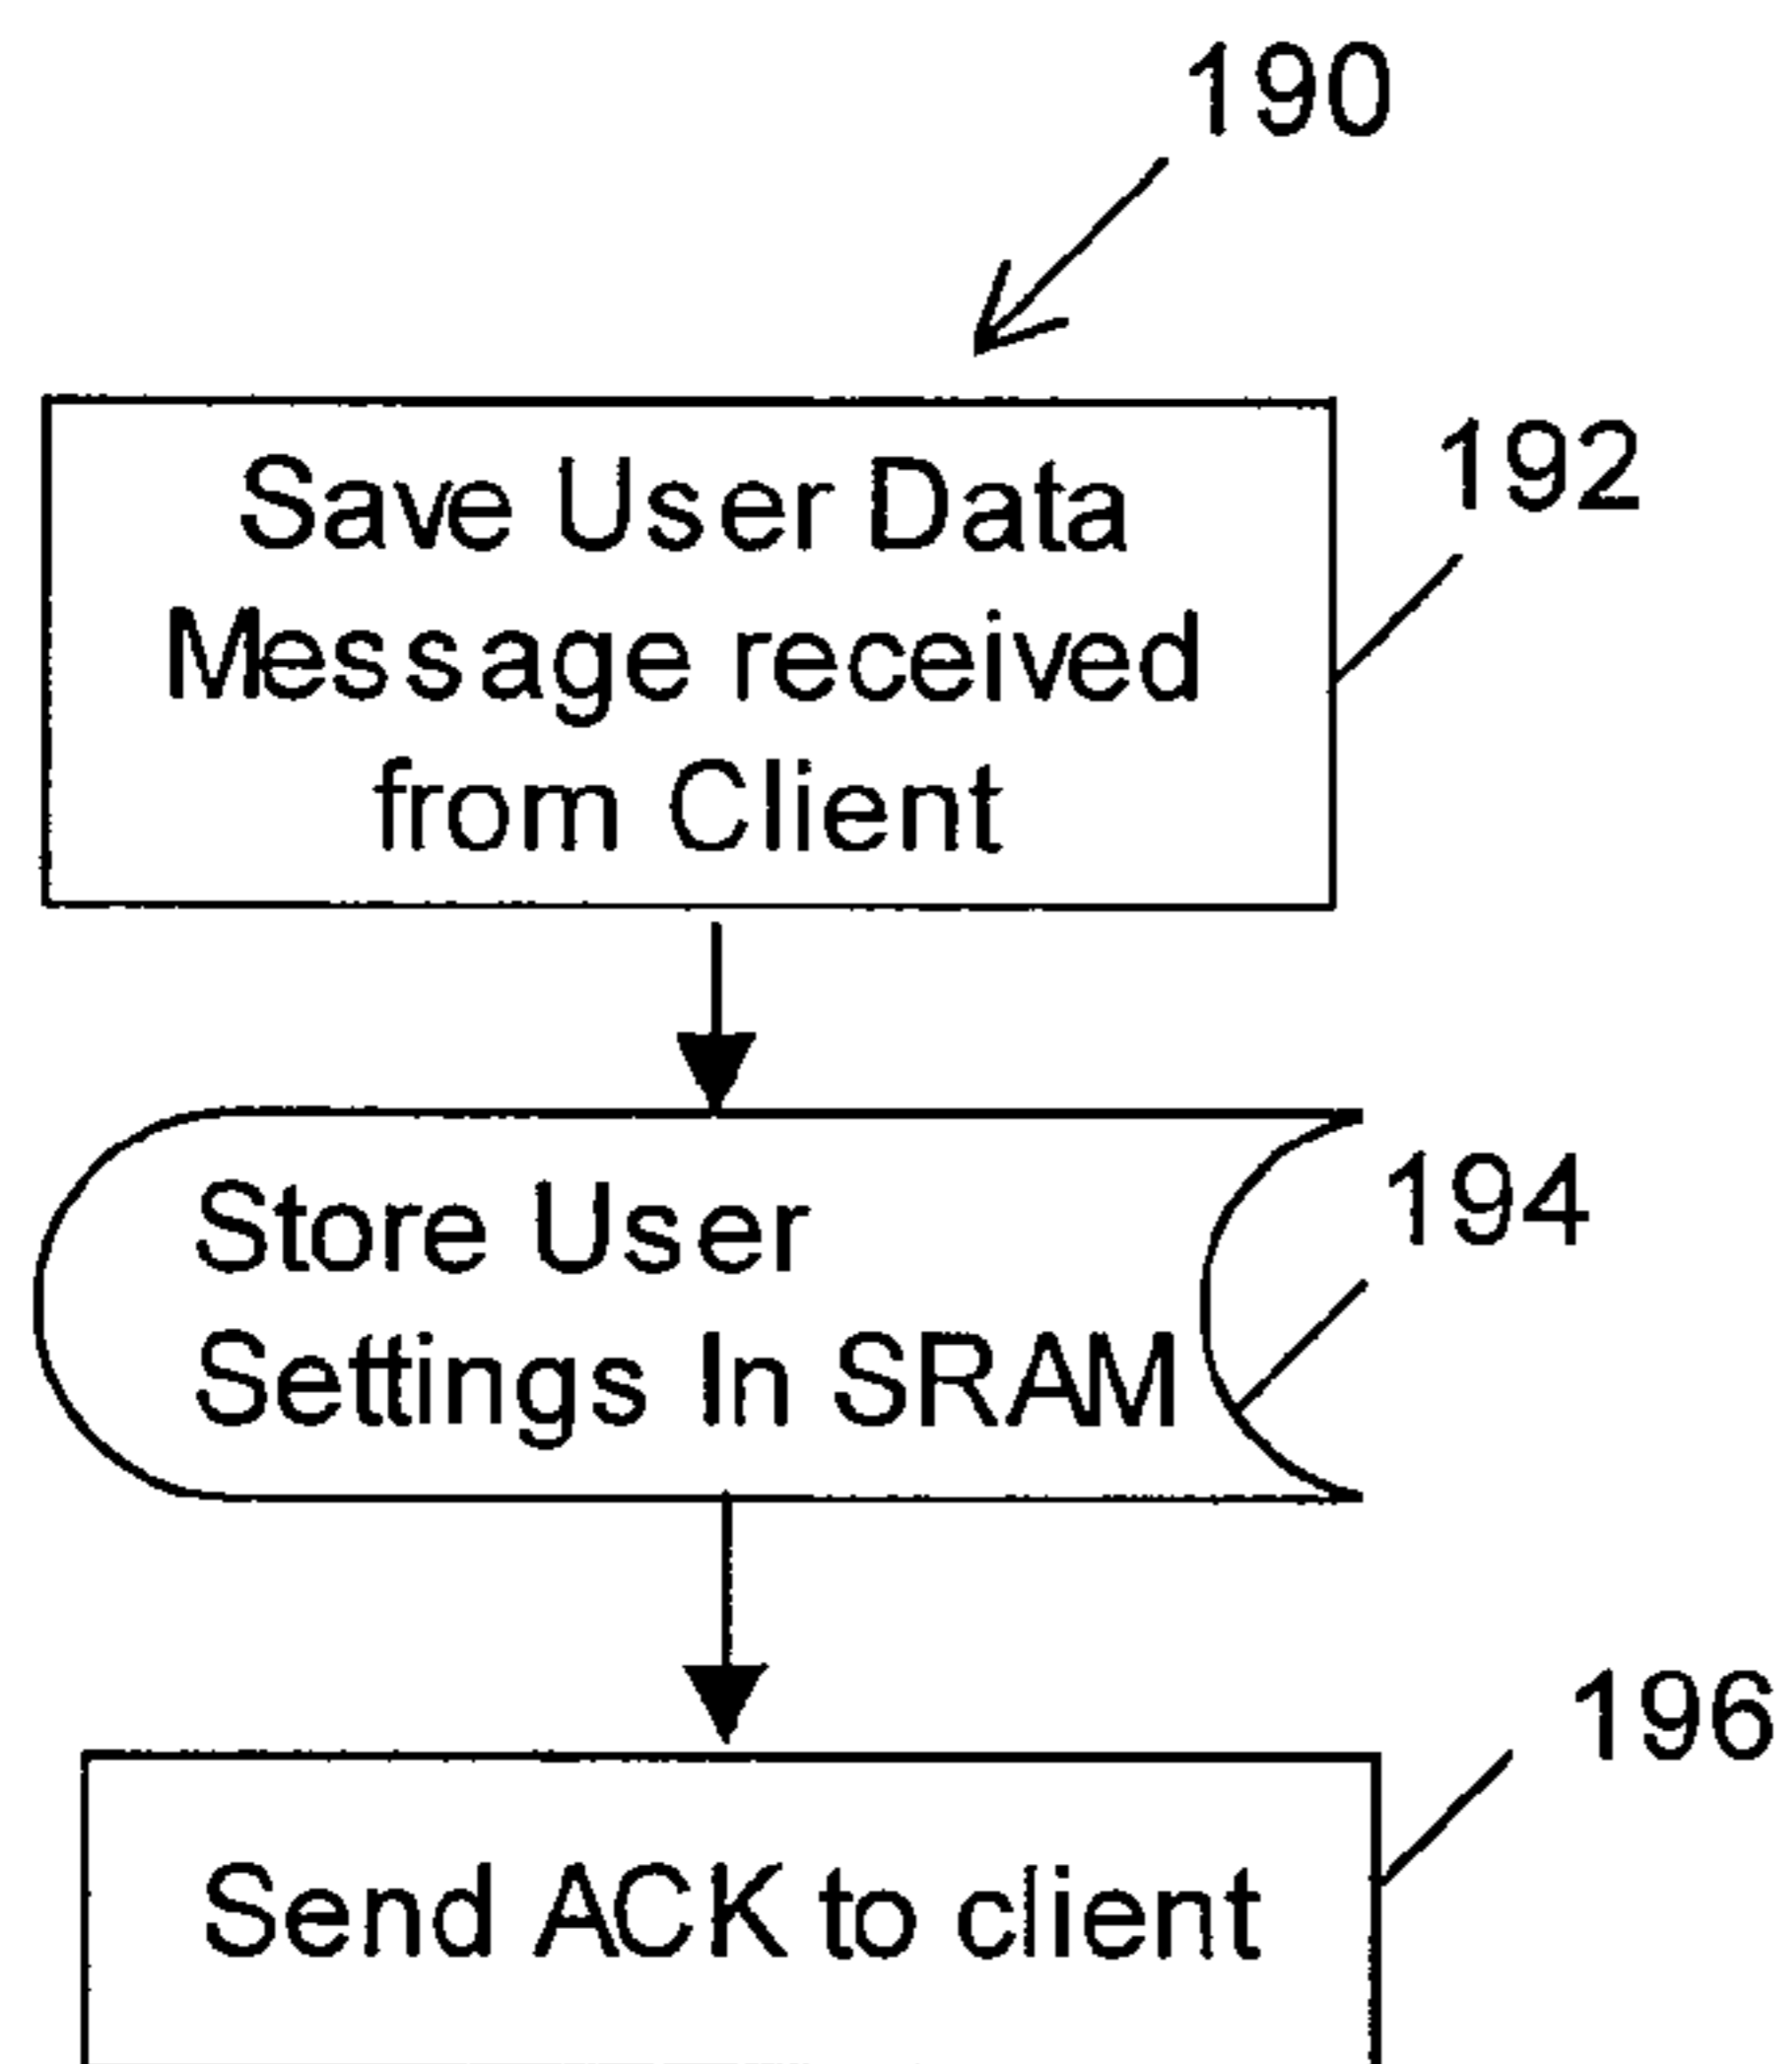 190
Save User Data
192
Message received
from Client
Store User
194
Settings In SRAM
196
Send ACK to client